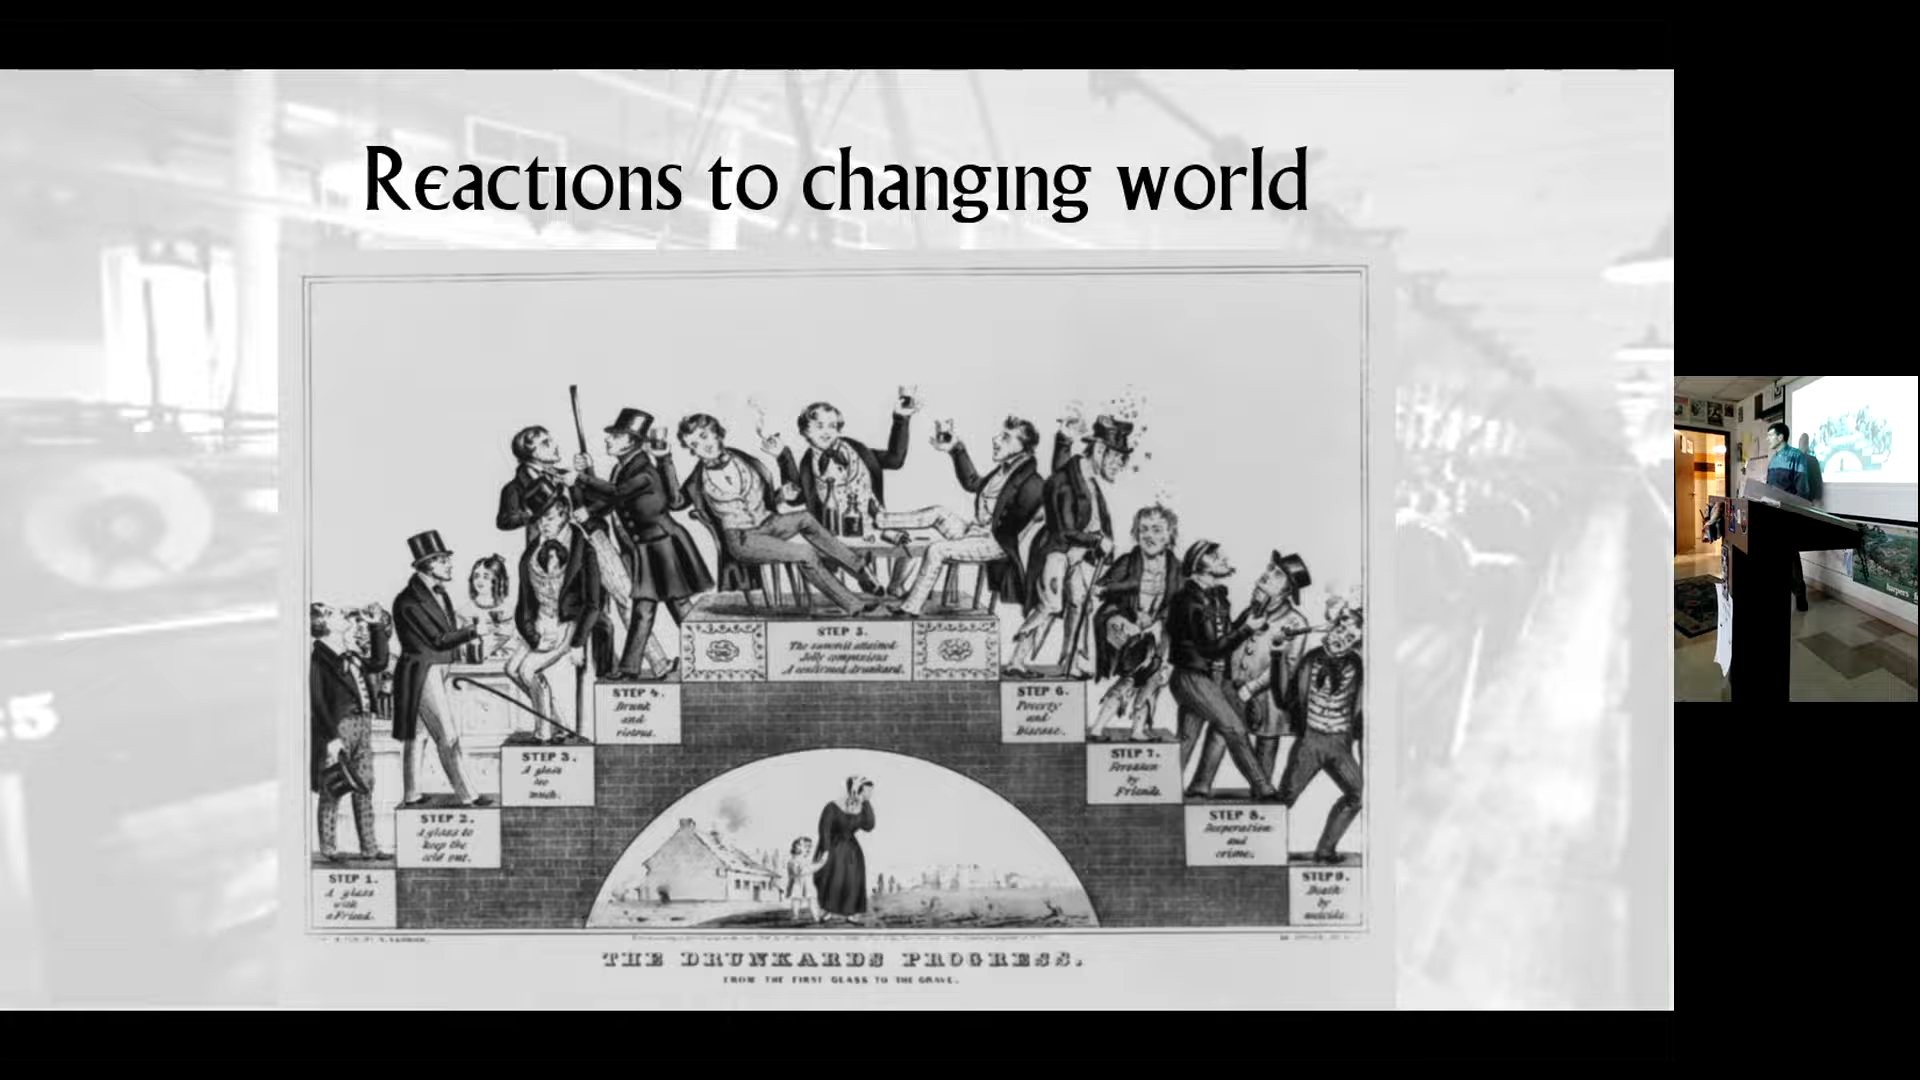 Reactions to changing world
STEP 5.
The summit attained
Jolly companions
A confirmed drunkard.
STEP 4.
Drunk
and
riotous.
STEP 6.
Poverty
and
Disease.
STEP 3.
A glass
too
much.
STEP 7.
Forsaken
by
Friends.
STEP 2.
A glass to
keep the
cold out.
STEP 8.
Desperation
and
crime.
STEP 1.
A glass
with
a Friend.
STEP 9.
Death
by
suicide.
THE DRUNKARDS PROGRESS.
FROM THE FIRST GLASS TO THE GRAVE.
:5
harpers